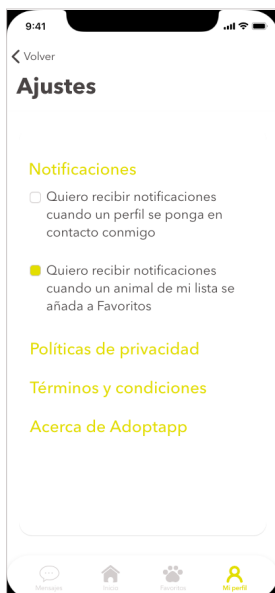 9:41
Volver
Ajustes
Notificaciones
Quiero recibir notificaciones
cuando un perfil se ponga en
contacto conmigo
Quiero recibir notificaciones
cuando un animal de mi lista se
añada a Favoritos
Políticas de privacidad
Términos y condiciones
Acerca de Adoptapp
Mensajes Inicio Favoritos Mi perfil